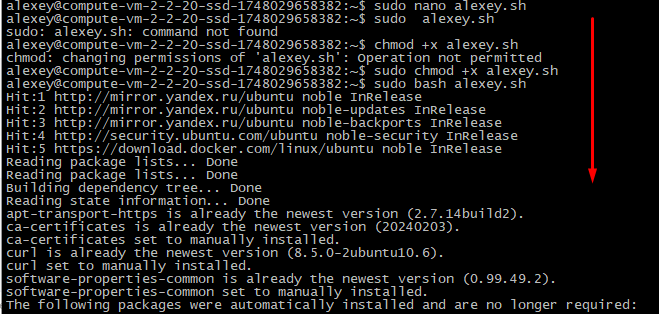 alexey@compute-vm-2-2-20-ssd-1748029658382:~$ sudo nano alexey.sh
alexey@compute-vm-2-2-20-ssd-1748029658382:~$ sudo  alexey.sh
sudo: alexey.sh: command not found
alexey@compute-vm-2-2-20-ssd-1748029658382:~$ chmod +x alexey.sh
chmod: changing permissions of 'alexey.sh': Operation not permitted
alexey@compute-vm-2-2-20-ssd-1748029658382:~$ sudo chmod +x alexey.sh
alexey@compute-vm-2-2-20-ssd-1748029658382:~$ sudo bash alexey.sh
Hit:1 http://mirror.yandex.ru/ubuntu noble InRelease
Hit:2 http://mirror.yandex.ru/ubuntu noble-updates InRelease
Hit:3 http://mirror.yandex.ru/ubuntu noble-backports InRelease
Hit:4 http://security.ubuntu.com/ubuntu noble-security InRelease
Hit:5 https://download.docker.com/linux/ubuntu noble InRelease
Reading package lists... Done
Reading package lists... Done
Building dependency tree... Done
Reading state information... Done
apt-transport-https is already the newest version (2.7.14build2).
ca-certificates is already the newest version (20240203).
ca-certificates set to manually installed.
curl is already the newest version (8.5.0-2ubuntu10.6).
curl set to manually installed.
software-properties-common is already the newest version (0.99.49.2).
software-properties-common set to manually installed.
The following packages were automatically installed and are no longer required: